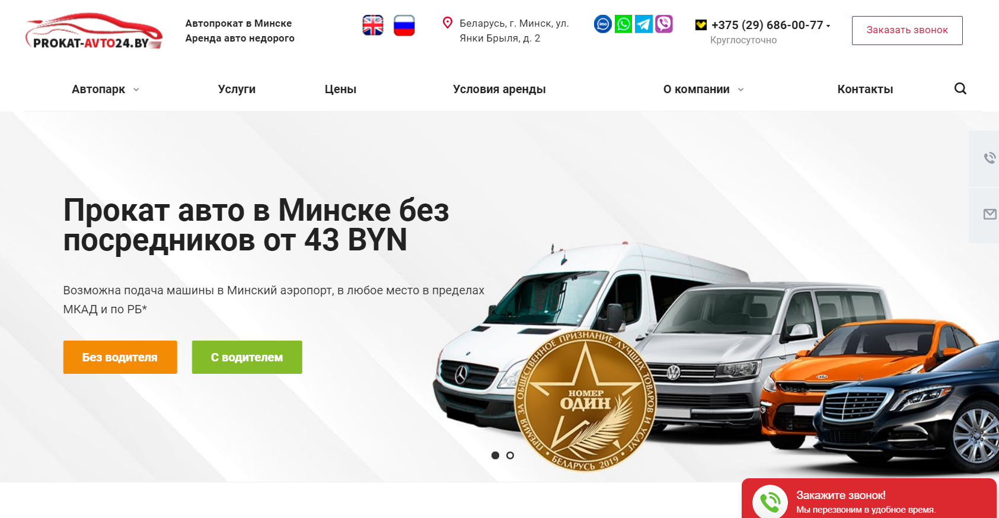 PROKAT-AVTO24.BY
Автопрокат в Минске
Аренда авто недорого
Беларусь, г. Минск, ул.
Янки Брыля, д. 2
imo
+375 (29) 686-00-77
Круглосуточно
Заказать звонок
Автопарк
Услуги
Цены
Условия аренды
О компании
Контакты
Прокат авто в Минске без
посредников от 43 BYN
Возможна подача машины в Минский аэропорт, в любое место в пределах
МКАД и по РБ*
Без водителя
С водителем
ПРЕМИЯ ЗА ОБЩЕСТВЕННОЕ ПРИЗНАНИЕ ЛУЧШИХ ТОВАРОВ И УСЛУГ
НОМЕР
ОДИН
• БЕЛАРУСЬ 2019 •
KIA
Закажите звонок!
Мы перезвоним в удобное время.